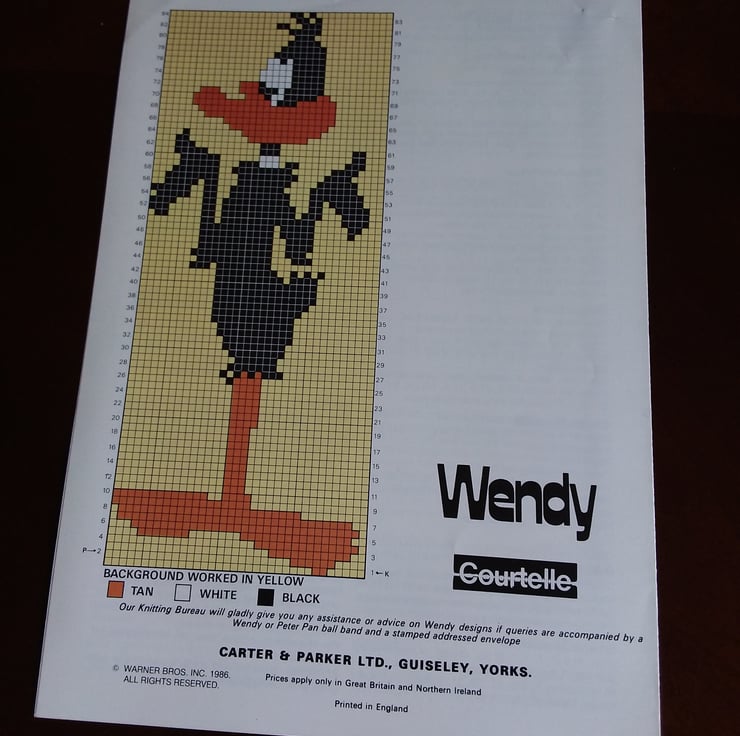 P→2
1←K
BACKGROUND WORKED IN YELLOW
TAN WHITE BLACK
Wendy
Courtelle
Our Knitting Bureau will gladly give you any assistance or advice on Wendy designs if queries are accompanied by a
Wendy or Peter Pan ball band and a stamped addressed envelope
CARTER & PARKER LTD., GUISELEY, YORKS.
© WARNER BROS. INC. 1986.
ALL RIGHTS RESERVED.
Prices apply only in Great Britain and Northern Ireland
Printed in England